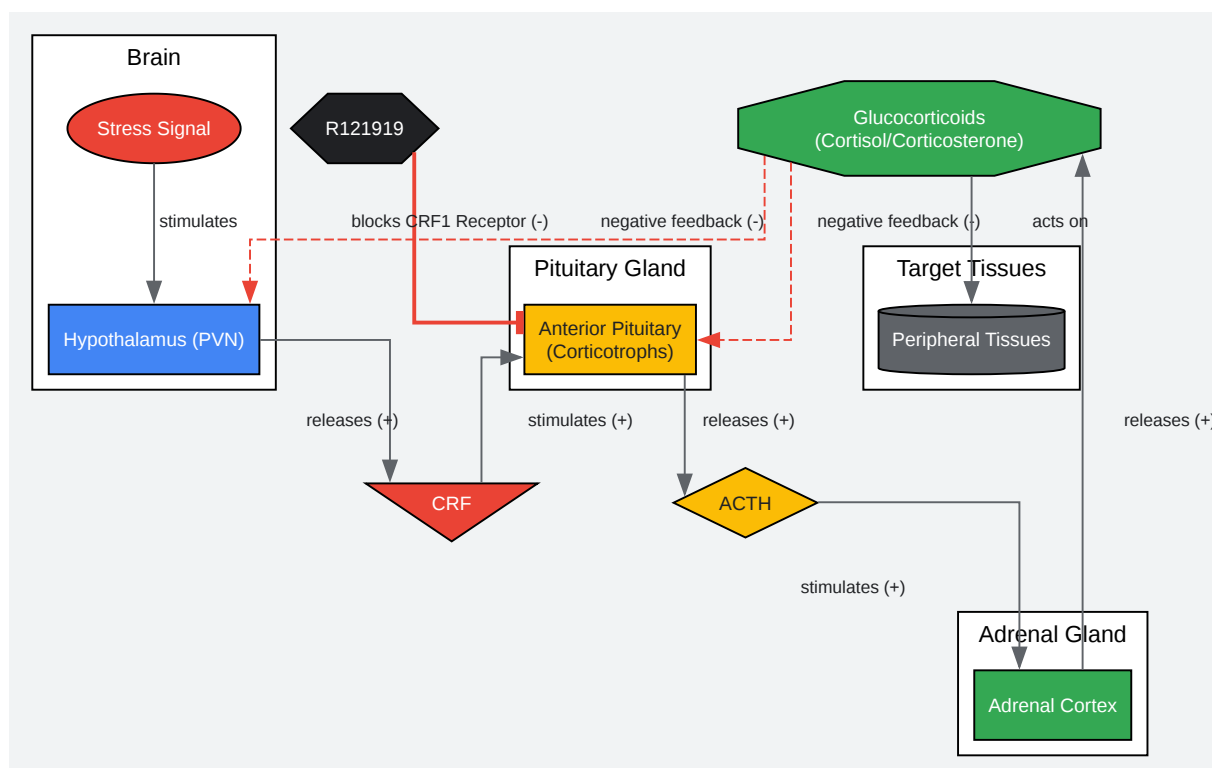 Brain
Stress Signal
R121919
Glucocorticoids
(Cortisol/Corticosterone)
stimulates
blocks CRF1 Receptor (-)
negative feedback (-)
negative feedback (-)
acts on
Pituitary Gland
Target Tissues
Hypothalamus (PVN)
Anterior Pituitary
(Corticotrophs)
Peripheral Tissues
releases (+)
stimulates (+)
releases (+)
releases (+)
CRF
ACTH
stimulates (+)
Adrenal Gland
Adrenal Cortex